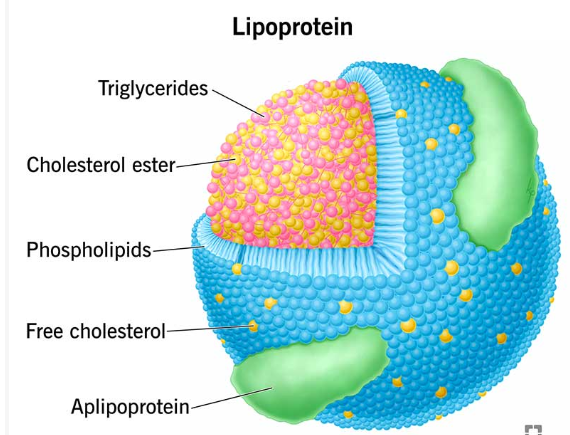 Lipoprotein
Triglycerides
Cholesterol ester
Phospholipids
Free cholesterol
Aplipoprotein